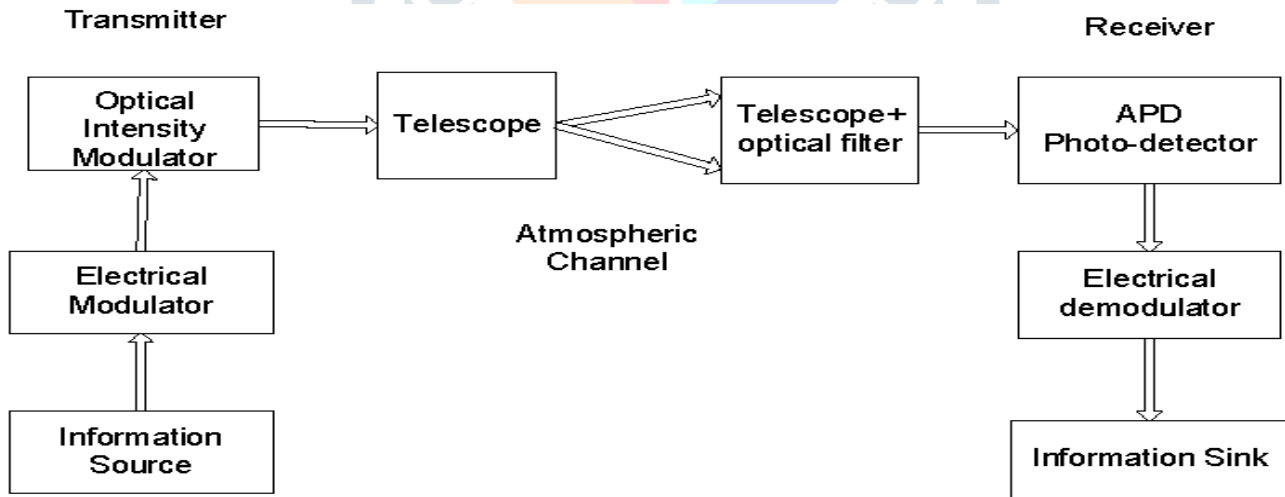 Transmitter
Receiver
Optical
Intensity
Modulator
Telescope
Telescope+
optical filter
APD
Photo-detector
Atmospheric
Channel
Electrical
Modulator
Electrical
demodulator
Information
Source
Information Sink